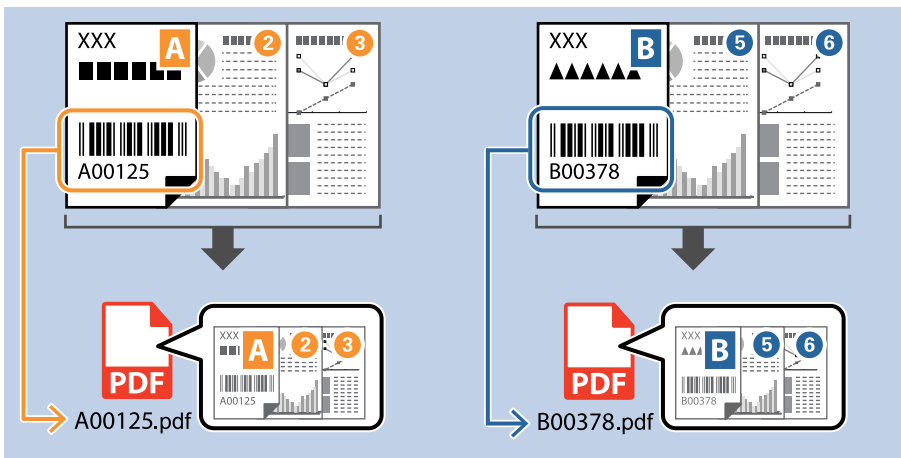 XXX
A
2
3
A00125
XXX
B
5
6
B00378
PDF
XXX
A
2
3
A00125
A00125.pdf
PDF
XXX
B
5
6
B00378
B00378.pdf